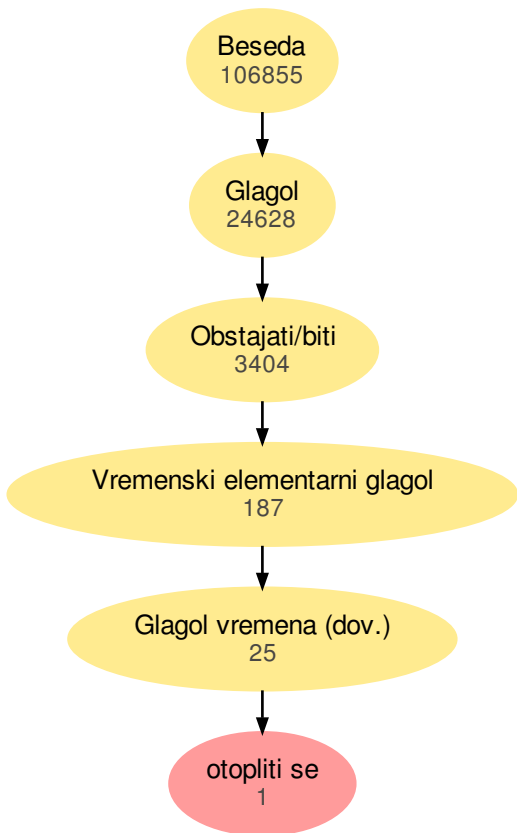 Beseda
106855
Glagol
24628
Obstajati/biti
3404
Vremenski elementarni glagol
187
Glagol vremena (dov.)
25
otopliti se
1